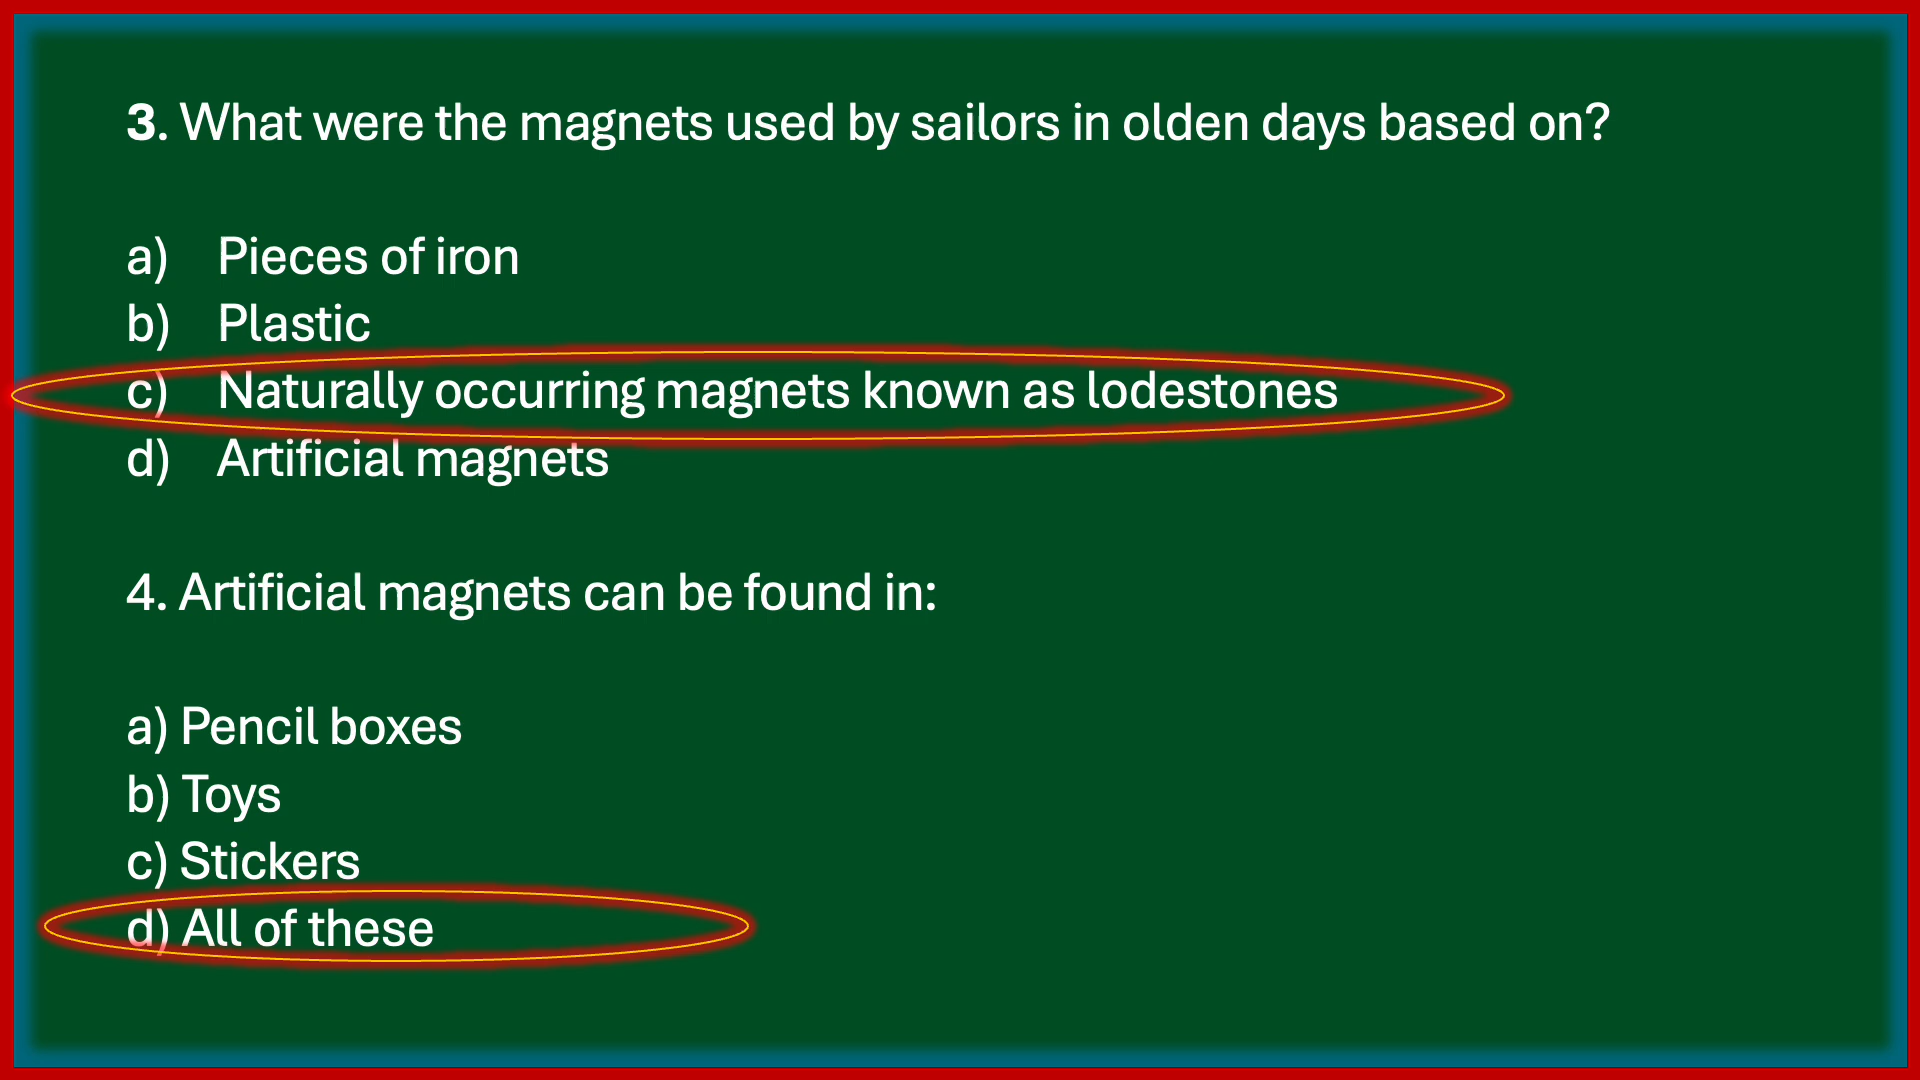 3. What were the magnets used by sailors in olden days based on?
a) Pieces of iron
b) Plastic
c) Naturally occurring magnets known as lodestones
d) Artificial magnets
4. Artificial magnets can be found in:
a) Pencil boxes
b) Toys
c) Stickers
d) All of these